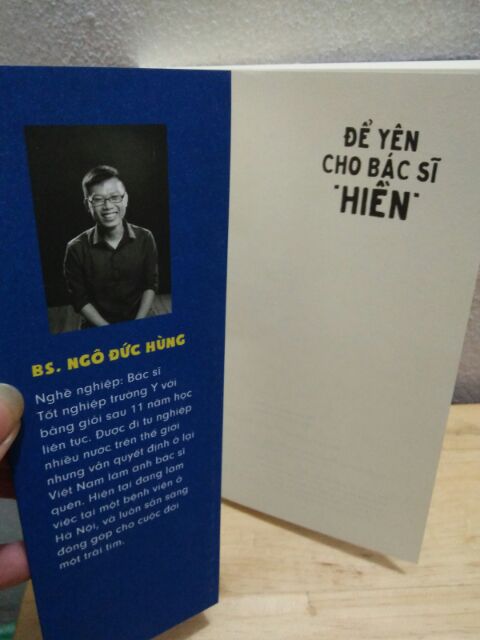 BS. NGÔ ĐỨC HÙNG
Nghề nghiệp: Bác sĩ
Tốt nghiệp trường Y với
bằng giỏi sau 11 năm học
liên tục. Được đi tu nghiệp
nhiều nước trên thế giới
nhưng vẫn quyết định ở lại
Việt Nam làm anh bác sĩ
quèn. Hiện tại đang làm
việc tại một bệnh viện ở
Hà Nội, và luôn sẵn sàng
đóng góp cho cuộc đời
một trái tim.
ĐỂ YÊN
CHO BÁC SĨ
"HIỀN"